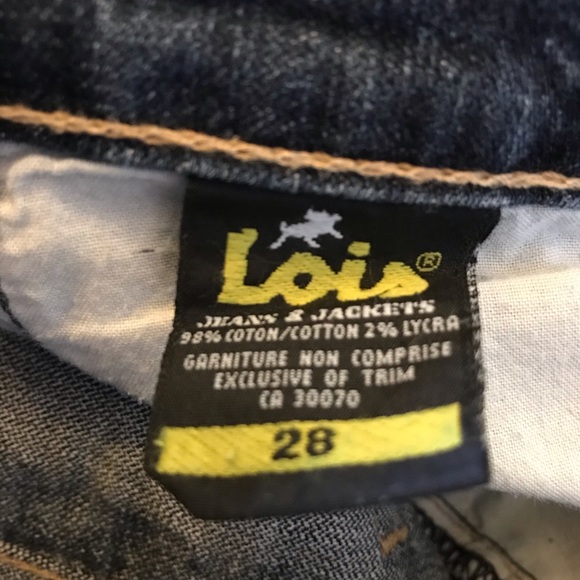 Lois®
JEANS & JACKETS
98% COTON/COTTON 2% LYCRA
GARNITURE NON COMPRISE
EXCLUSIVE OF TRIM
CA 30070
28